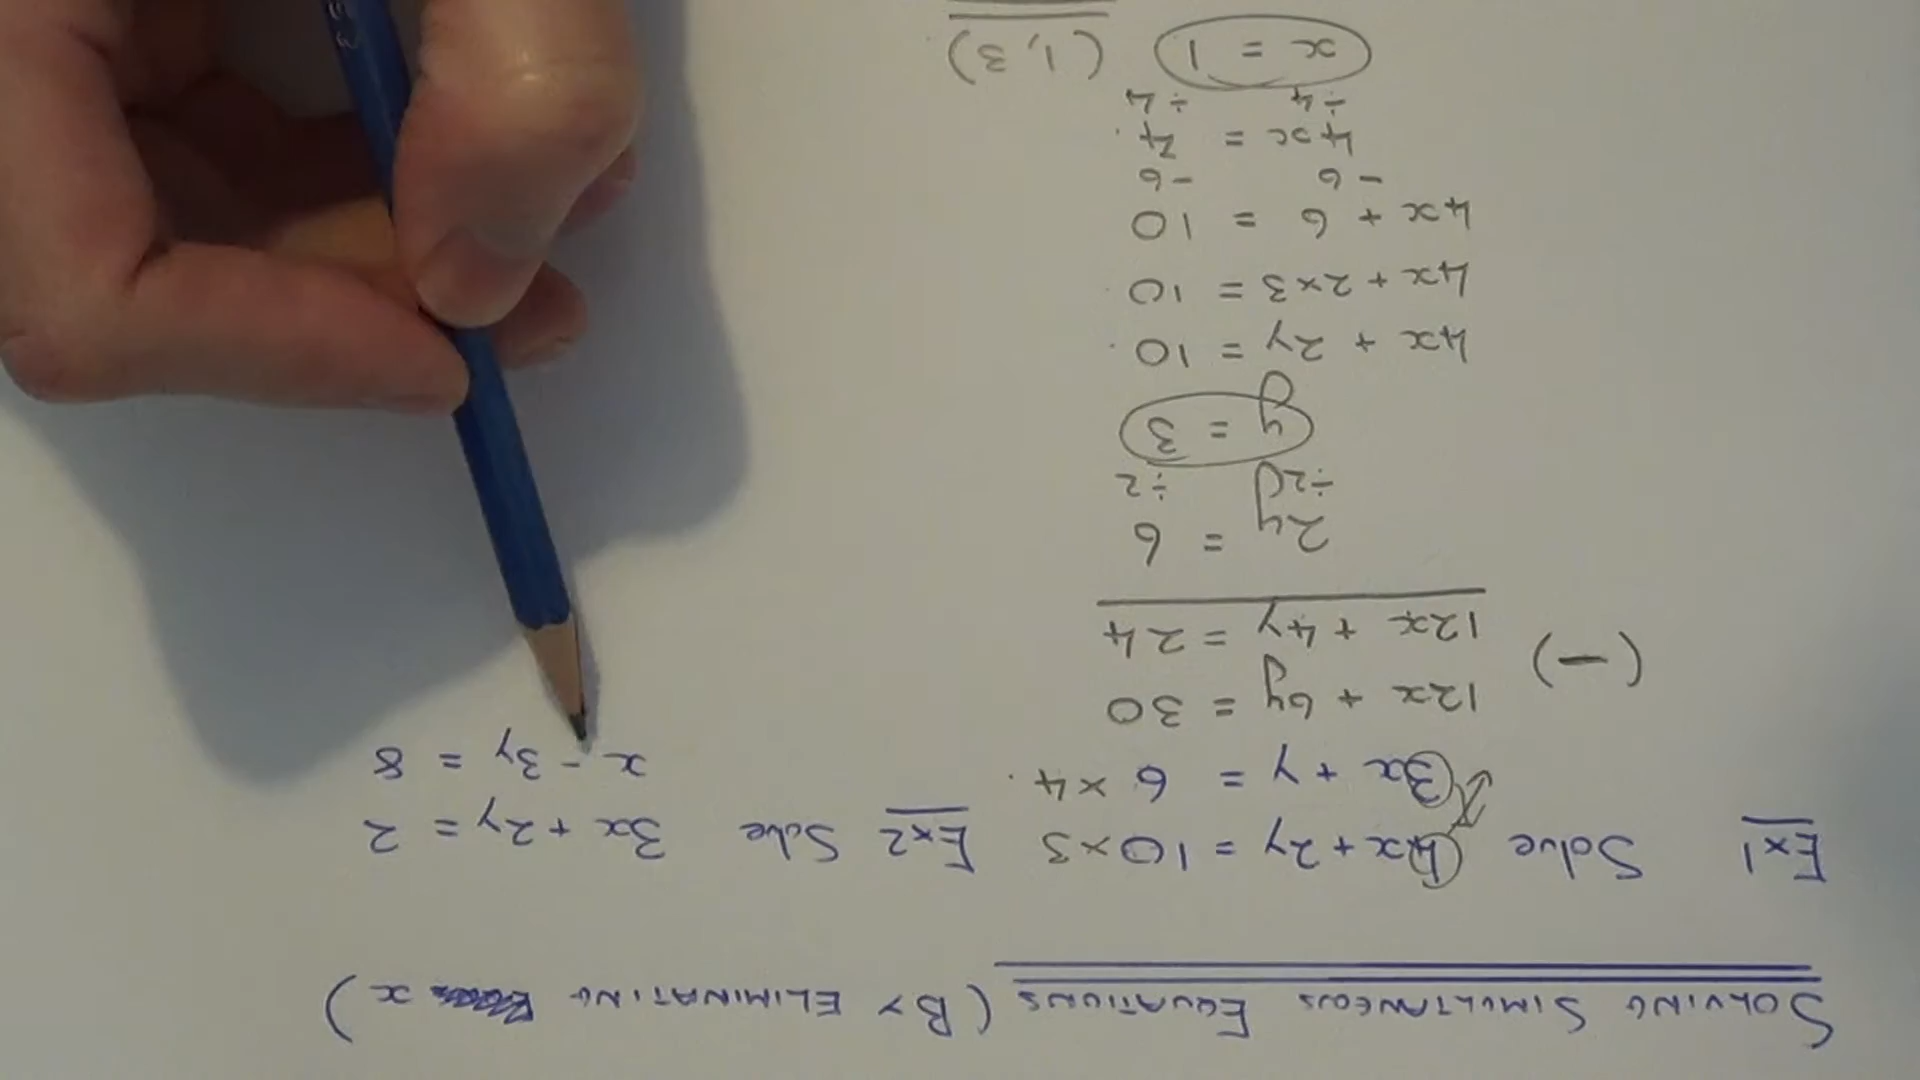 SOLVING SIMULTANEOUS EQUATIONS (BY ELIMINATING x)
Ex1 Solve 4x + 2y = 10 ×3
3x + y = 6 ×4
(-)
12x + 6y = 30
12x + 4y = 24
2y = 6
÷2 ÷2
y = 3
4x + 2y = 10
4x + 2×3 = 10
4x + 6 = 10
-6 -6
4x = 4
÷4 ÷4
x = 1 (1, 3)
Ex2 Solve 3x + 2y = 2
x - 3y = 8